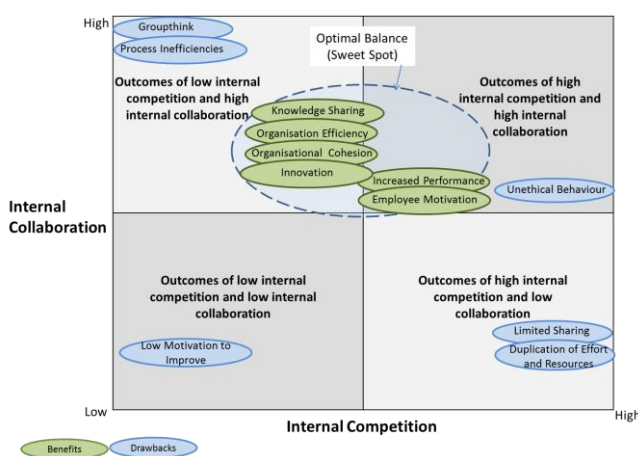 High
Groupthink
Process Inefficiencies
Optimal Balance
(Sweet Spot)
Outcomes of low internal
competition and high
internal collaboration
Outcomes of high
internal competition and
high internal
collaboration
Knowledge Sharing
Organisation Efficiency
Organisational Cohesion
Innovation
Increased Performance
Employee Motivation
Unethical Behaviour
Internal
Collaboration
Outcomes of low internal
competition and low internal
collaboration
Outcomes of high internal
competition and low
collaboration
Low Motivation to
Improve
Limited Sharing
Duplication of Effort
and Resources
Low
Internal Competition
High
Benefits
Drawbacks